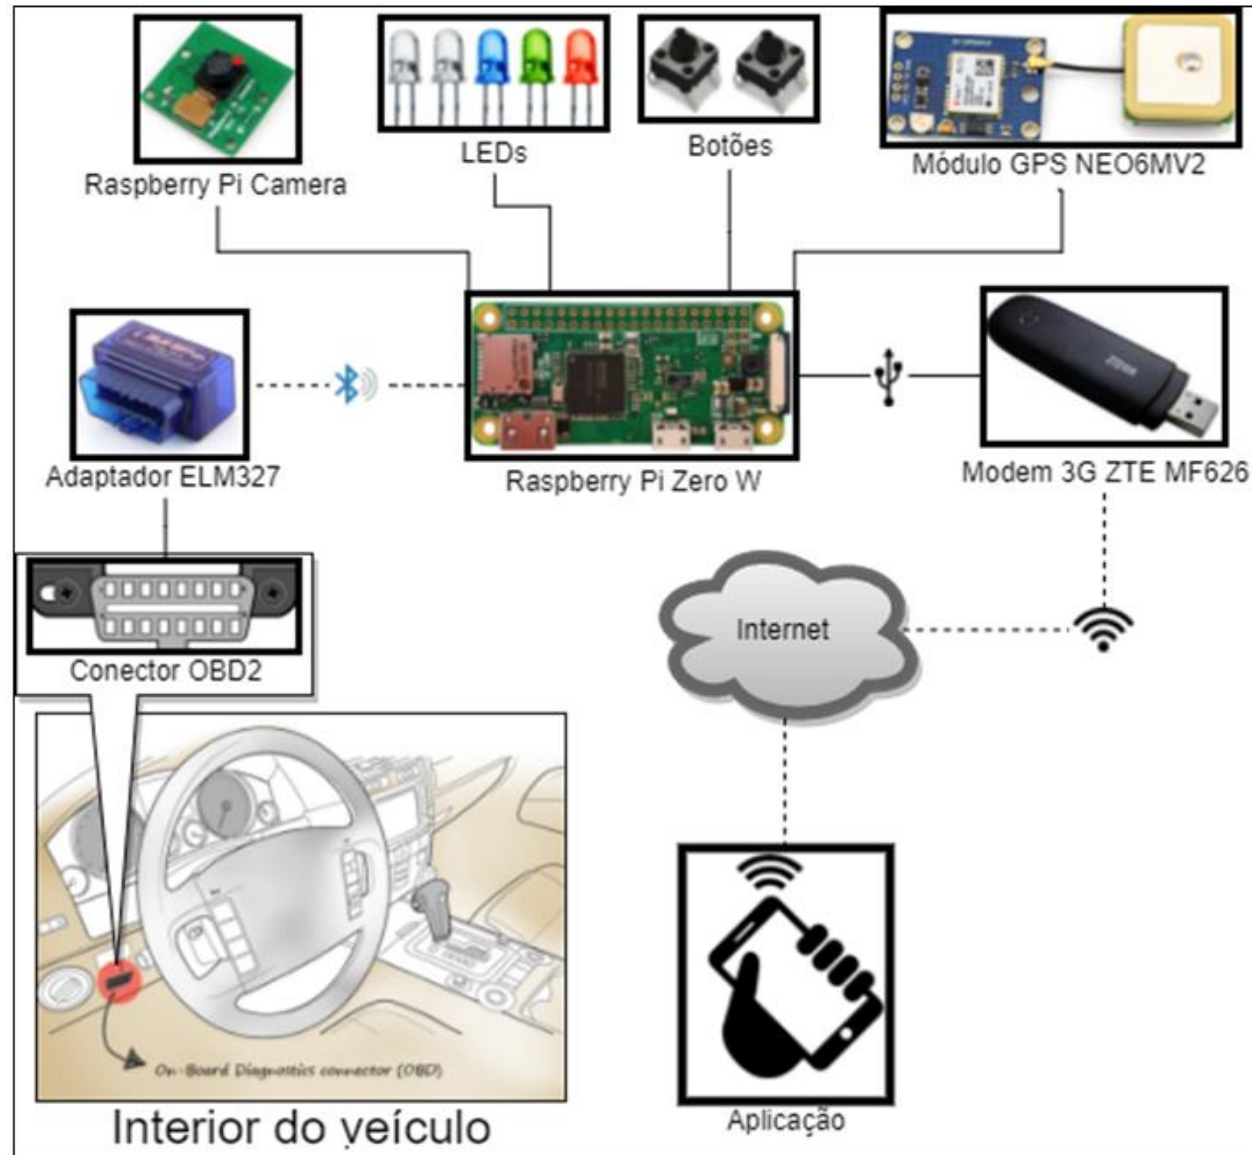 LEDs
Botões
Módulo GPS NEO6MV2
Raspberry Pi Camera
Adaptador ELM327
Raspberry Pi Zero W
Modem 3G ZTE MF626
Internet
Conector OBD2
On-Board Diagnostics connector (OBD)
Interior do veículo
Aplicação